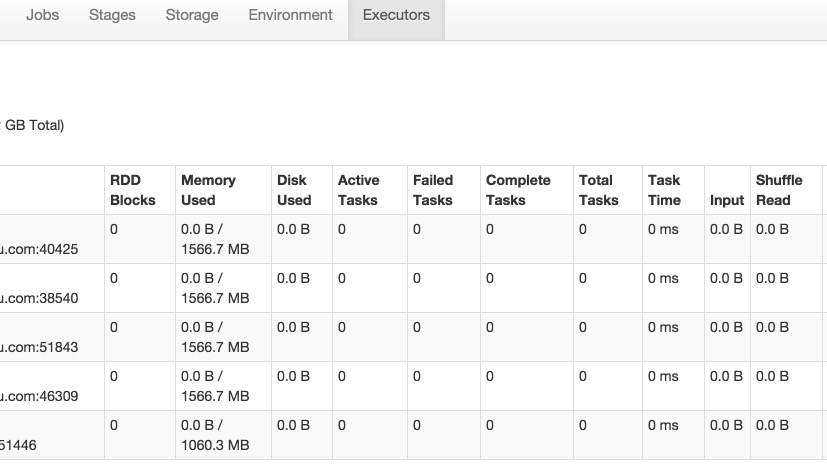 Jobs Stages Storage Environment Executors
GB Total)
RDD Blocks Memory Used Disk Used Active Tasks Failed Tasks Complete Tasks Total Tasks Task Time Input Shuffle Read
u.com:40425 0 0.0 B / 1566.7 MB 0.0 B 0 0 0 0 0 ms 0.0 B 0.0 B
u.com:38540 0 0.0 B / 1566.7 MB 0.0 B 0 0 0 0 0 ms 0.0 B 0.0 B
u.com:51843 0 0.0 B / 1566.7 MB 0.0 B 0 0 0 0 0 ms 0.0 B 0.0 B
u.com:46309 0 0.0 B / 1566.7 MB 0.0 B 0 0 0 0 0 ms 0.0 B 0.0 B
51446 0 0.0 B / 1060.3 MB 0.0 B 0 0 0 0 0 ms 0.0 B 0.0 B